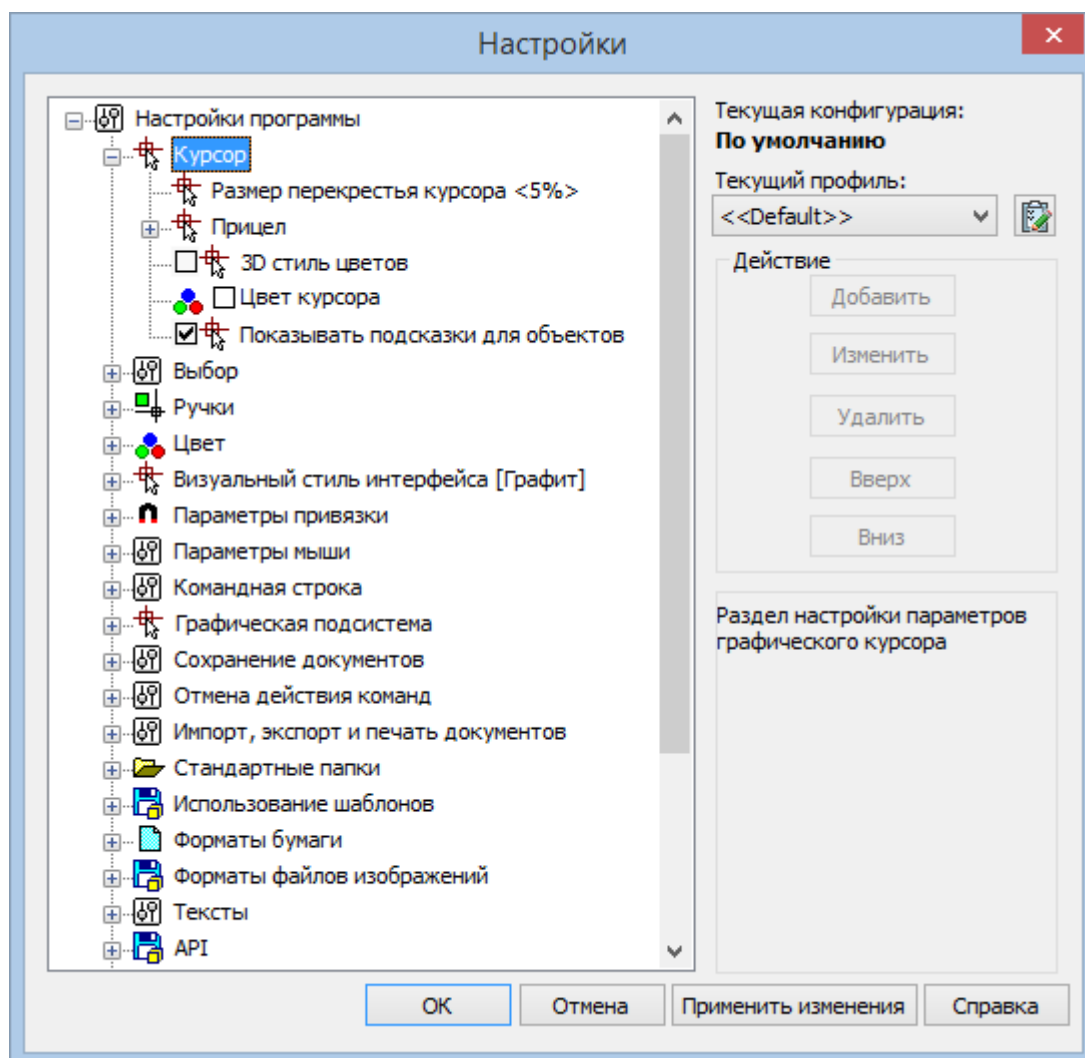 Настройки
Настройки программы
Курсор
Размер перекрестья курсора <5%>
Прицел
3D стиль цветов
Цвет курсора
Показывать подсказки для объектов
Выбор
Ручки
Цвет
Визуальный стиль интерфейса [Графит]
Параметры привязки
Параметры мыши
Командная строка
Графическая подсистема
Сохранение документов
Отмена действия команд
Импорт, экспорт и печать документов
Стандартные папки
Использование шаблонов
Форматы бумаги
Форматы файлов изображений
Тексты
API
Текущая конфигурация:
По умолчанию
Текущий профиль:
<<Default>>
Действие
Добавить
Изменить
Удалить
Вверх
Вниз
Раздел настройки параметров
графического курсора
ОК
Отмена
Применить изменения
Справка